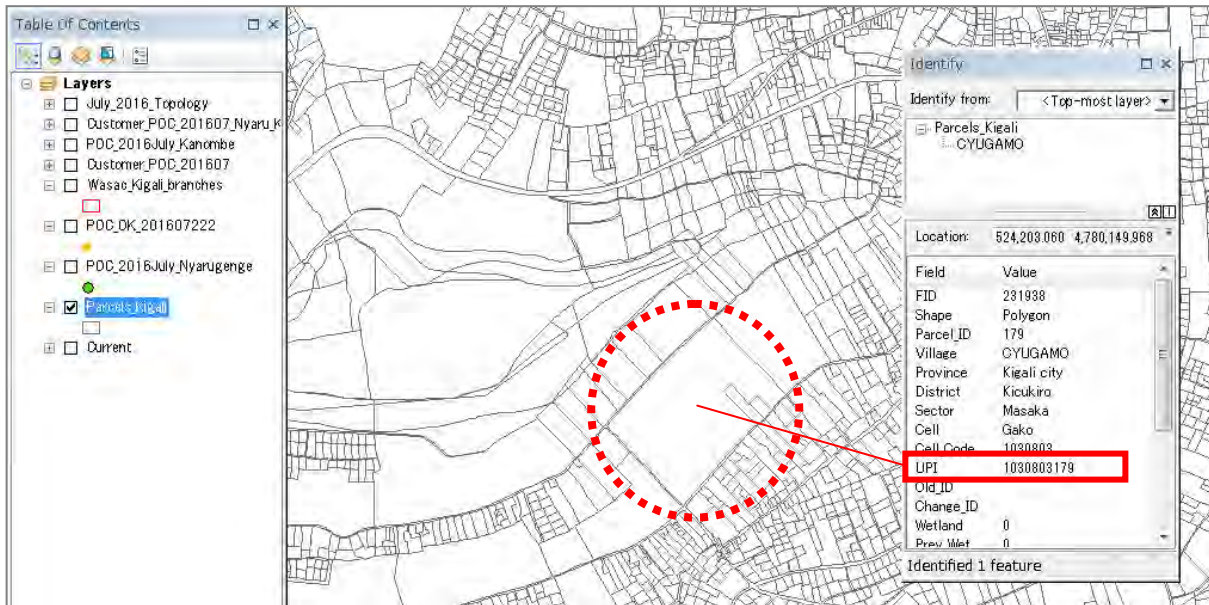 Table Of Contents
Layers
July_2016_Topology
Customer_POC_201607_Nyaru_K
POC_2016July_Kanombe
Customer_POC_201607
Wasac_Kigali_branches
POC_OK_201607222
POC_2016July_Nyarugenge
Parcels_Kigali
Current
Identify
Identify from: <Top-most layer>
Parcels_Kigali
CYUGAMO
Location: 524,203.060 4,780,149.968
Field Value
FID 231938
Shape Polygon
Parcel_ID 179
Village CYUGAMO
Province Kigali city
District Kicukiro
Sector Masaka
Cell Gako
Cell_Code 1030803
UPI 1030803179
Old_ID
Change_ID
Wetland 0
Prev_Wet 0
Identified 1 feature